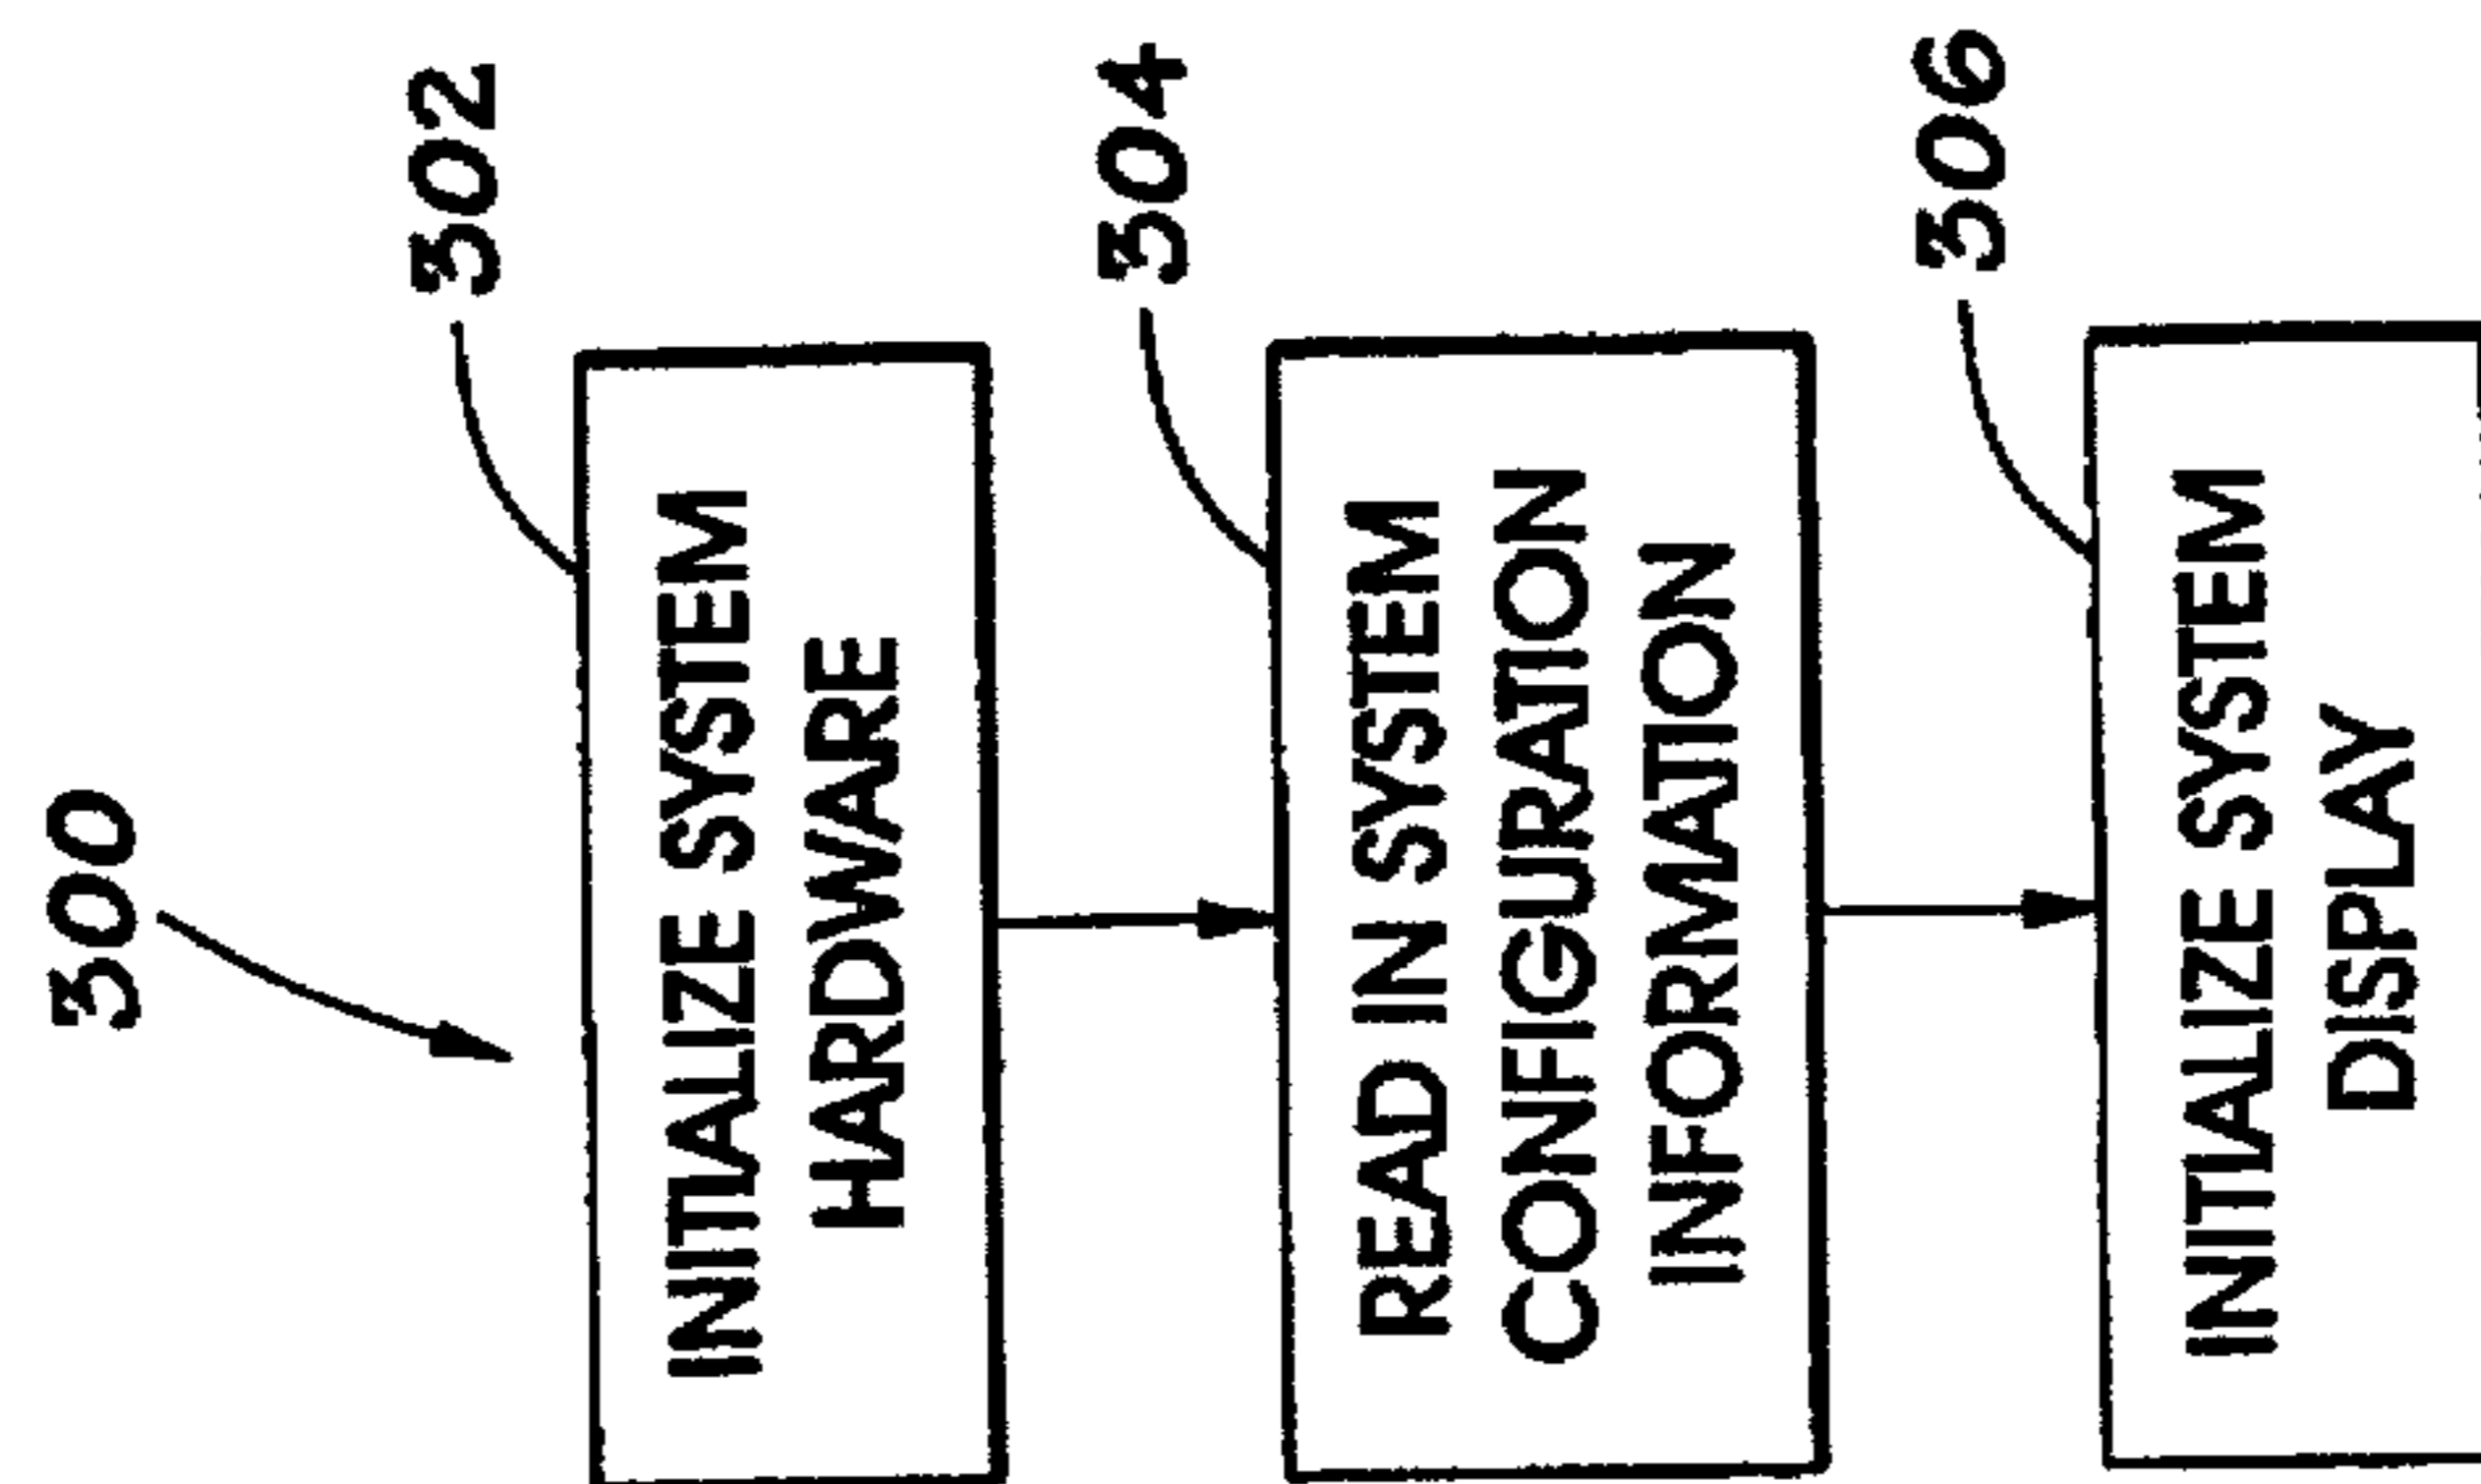 300
302
INITIALIZE SYSTEM
HARDWARE
304
READ IN SYSTEM
CONFIGURATION
INFORMATION
306
INITIALIZE SYSTEM
DISPLAY